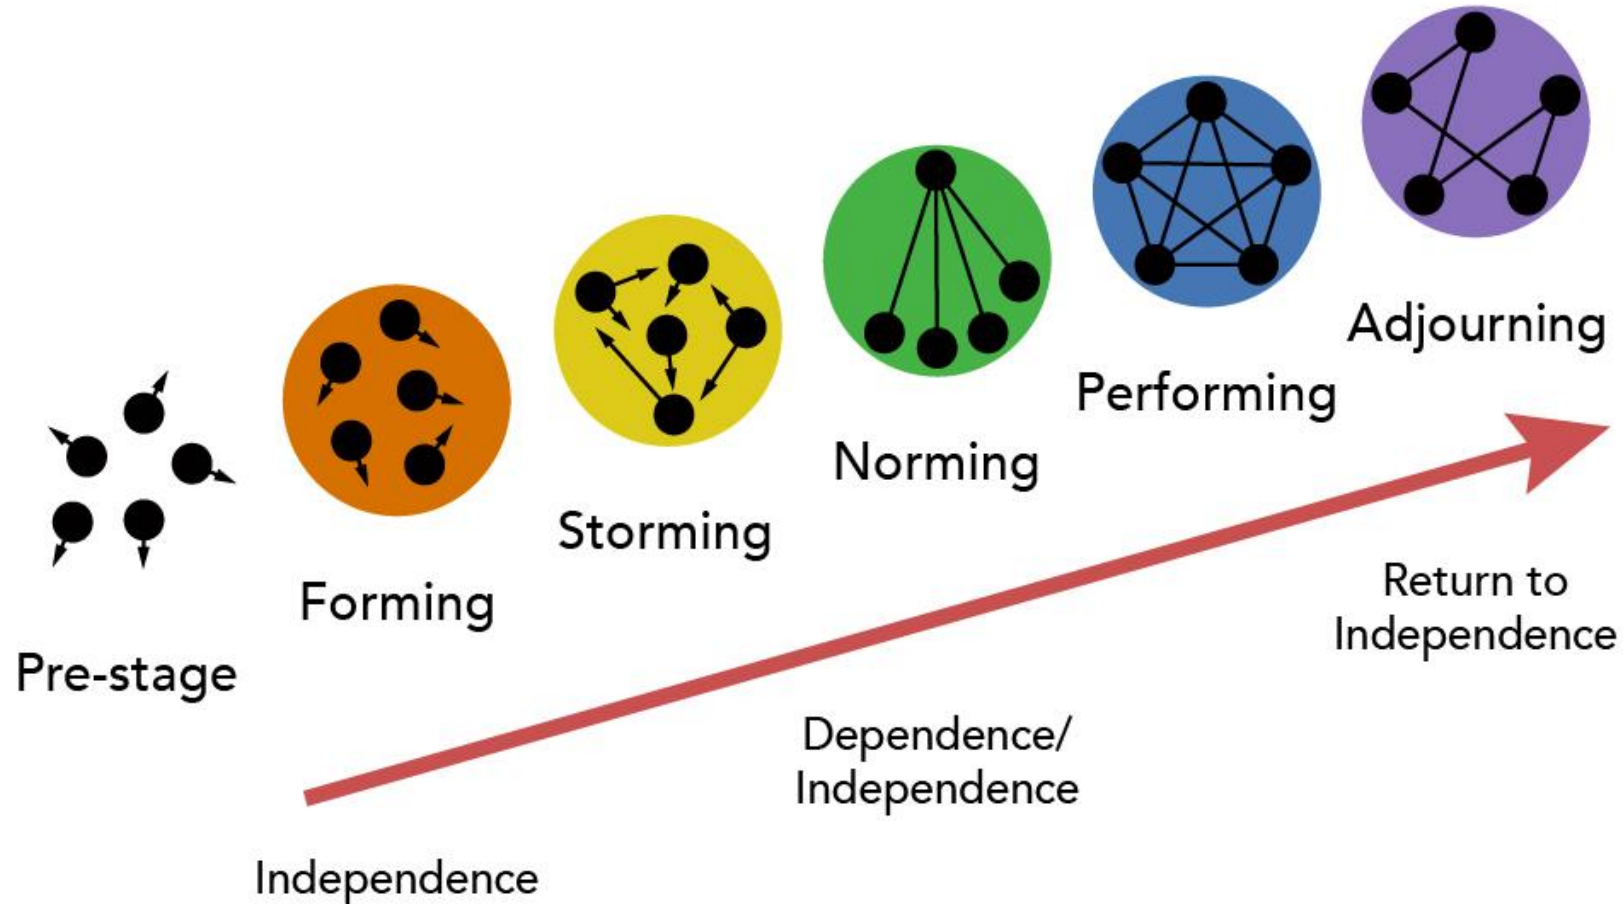 Pre-stage
Forming
Storming
Norming
Performing
Adjourning
Independence
Dependence/
Independence
Return to
Independence